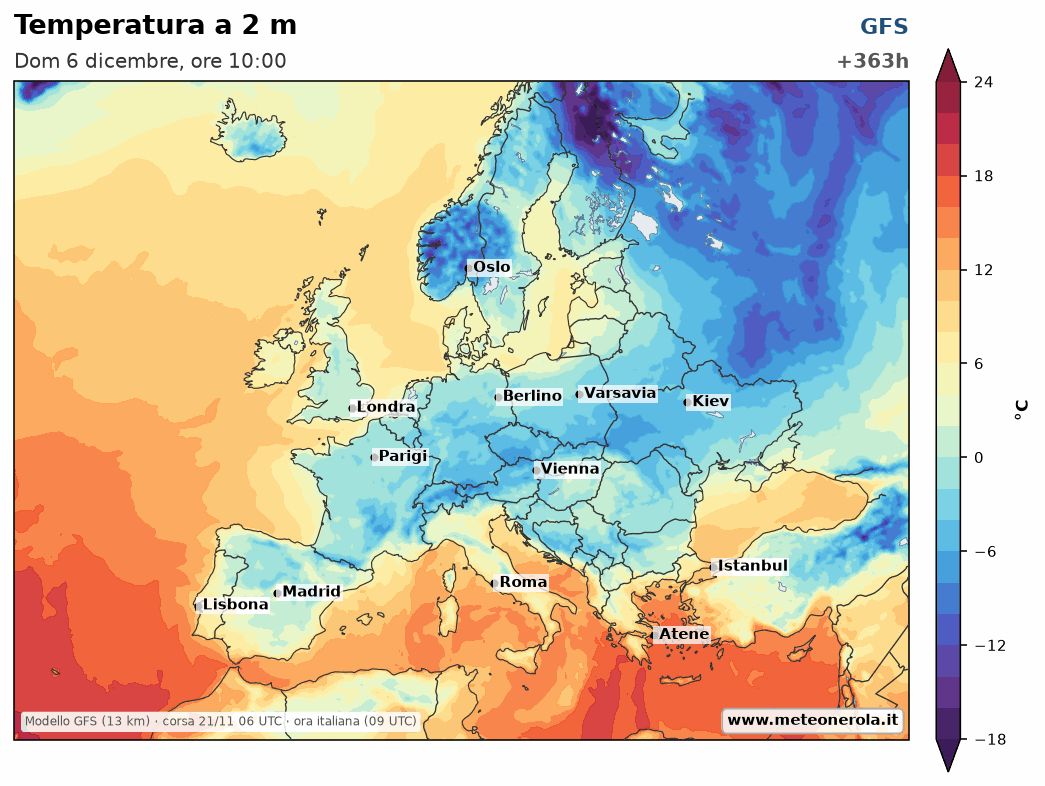 Temperatura a 2 m
GFS
Dom 6 dicembre, ore 10:00
+363h
24
18
12
6
0
−6
−12
−18
°C
Oslo
Berlino
Varsavia
Kiev
Londra
Parigi
Vienna
Istanbul
Roma
Madrid
Lisbona
Atene
Modello GFS (13 km) · corsa 21/11 06 UTC · ora italiana (09 UTC)
www.meteonerola.it